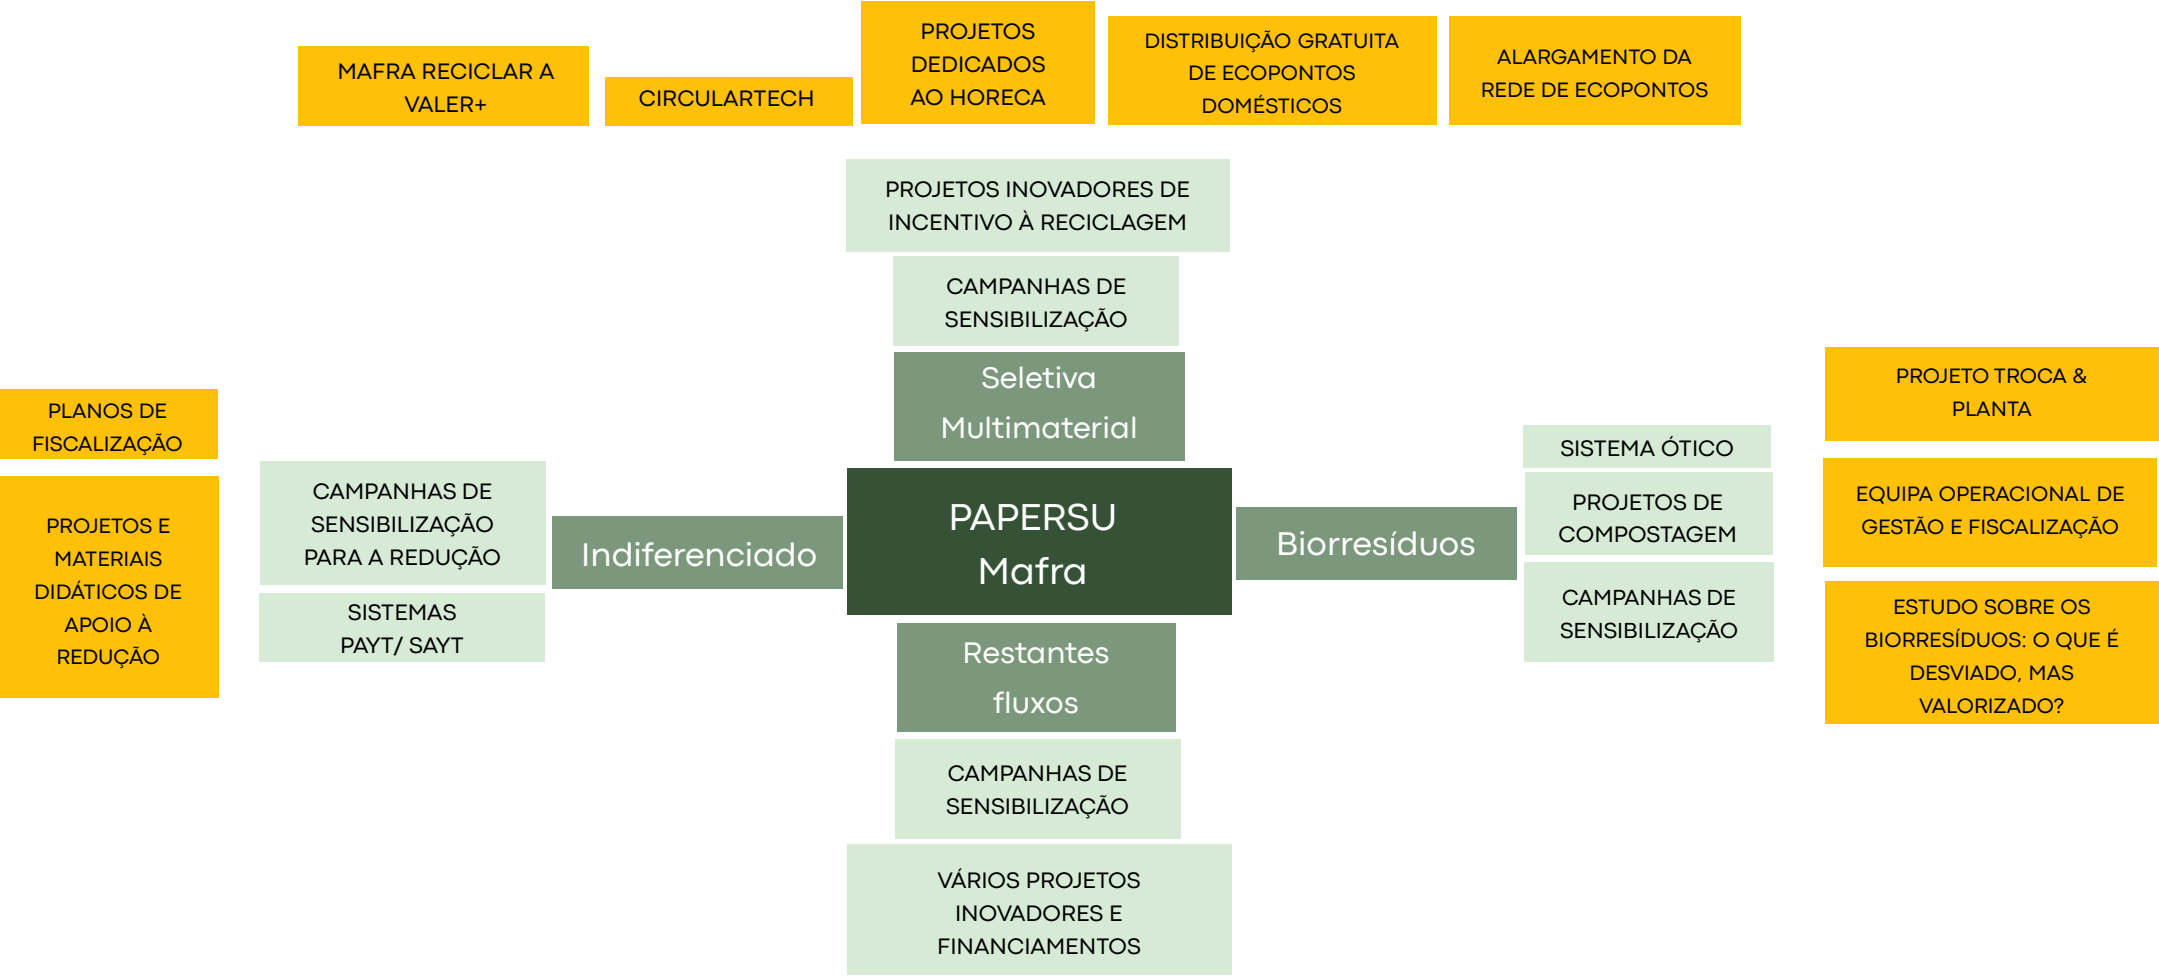 MAFRA RECICLAR A
VALER+
CIRCULARTECH
PROJETOS
DEDICADOS
AO HORECA
DISTRIBUIÇÃO GRATUITA
DE ECOPONTOS
DOMÉSTICOS
ALARGAMENTO DA
REDE DE ECOPONTOS
PROJETOS INOVADORES DE
INCENTIVO À RECICLAGEM
CAMPANHAS DE
SENSIBILIZAÇÃO
Seletiva
Multimaterial
PLANOS DE
FISCALIZAÇÃO
PROJETOS E
MATERIAIS
DIDÁTICOS DE
APOIO À
REDUÇÃO
CAMPANHAS DE
SENSIBILIZAÇÃO
PARA A REDUÇÃO
SISTEMAS
PAYT/ SAYT
Indiferenciado
PAPERSU
Mafra
Biorresíduos
SISTEMA ÓTICO
PROJETOS DE
COMPOSTAGEM
CAMPANHAS DE
SENSIBILIZAÇÃO
PROJETO TROCA &
PLANTA
EQUIPA OPERACIONAL DE
GESTÃO E FISCALIZAÇÃO
ESTUDO SOBRE OS
BIORRESÍDUOS: O QUE É
DESVIADO, MAS
VALORIZADO?
Restantes
fluxos
CAMPANHAS DE
SENSIBILIZAÇÃO
VÁRIOS PROJETOS
INOVADORES E
FINANCIAMENTOS